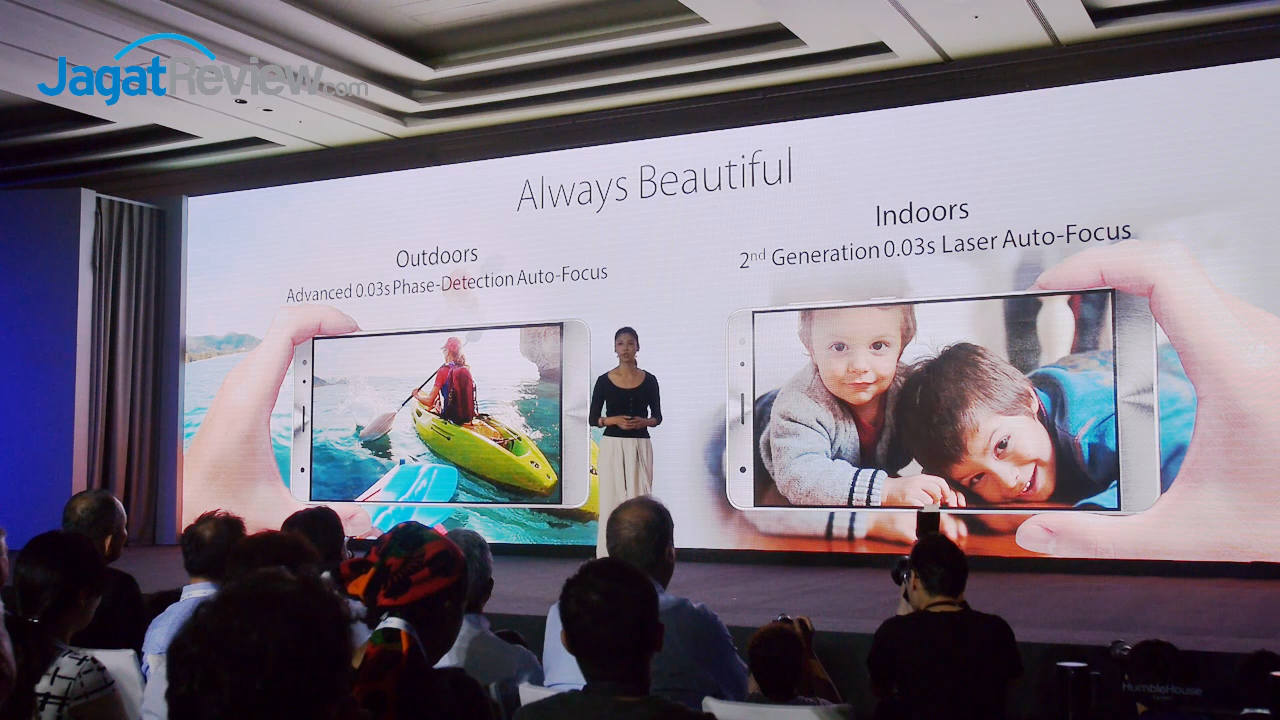 JagatReview.com
Always Beautiful
Outdoors
Advanced 0.03s Phase-Detection Auto-Focus
Indoors
2nd Generation 0.03s Laser Auto-Focus
HumbleHouse